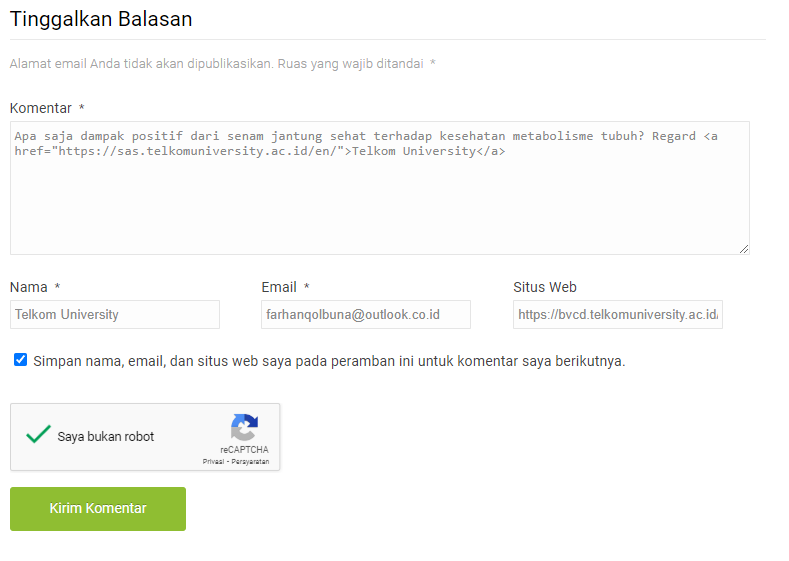 Tinggalkan Balasan
Alamat email Anda tidak akan dipublikasikan. Ruas yang wajib ditandai *
Komentar *
Apa saja dampak positif dari senam jantung sehat terhadap kesehatan metabolisme tubuh? Regard <a
href="https://sas.telkomuniversity.ac.id/en/">Telkom University</a>
Nama * Email * Situs Web
Telkom University farhanqolbuna@outlook.co.id https://bvcd.telkomuniversity.ac.id/
Simpan nama, email, dan situs web saya pada peramban ini untuk komentar saya berikutnya.
Saya bukan robot
reCAPTCHA
Privasi - Persyaratan
Kirim Komentar